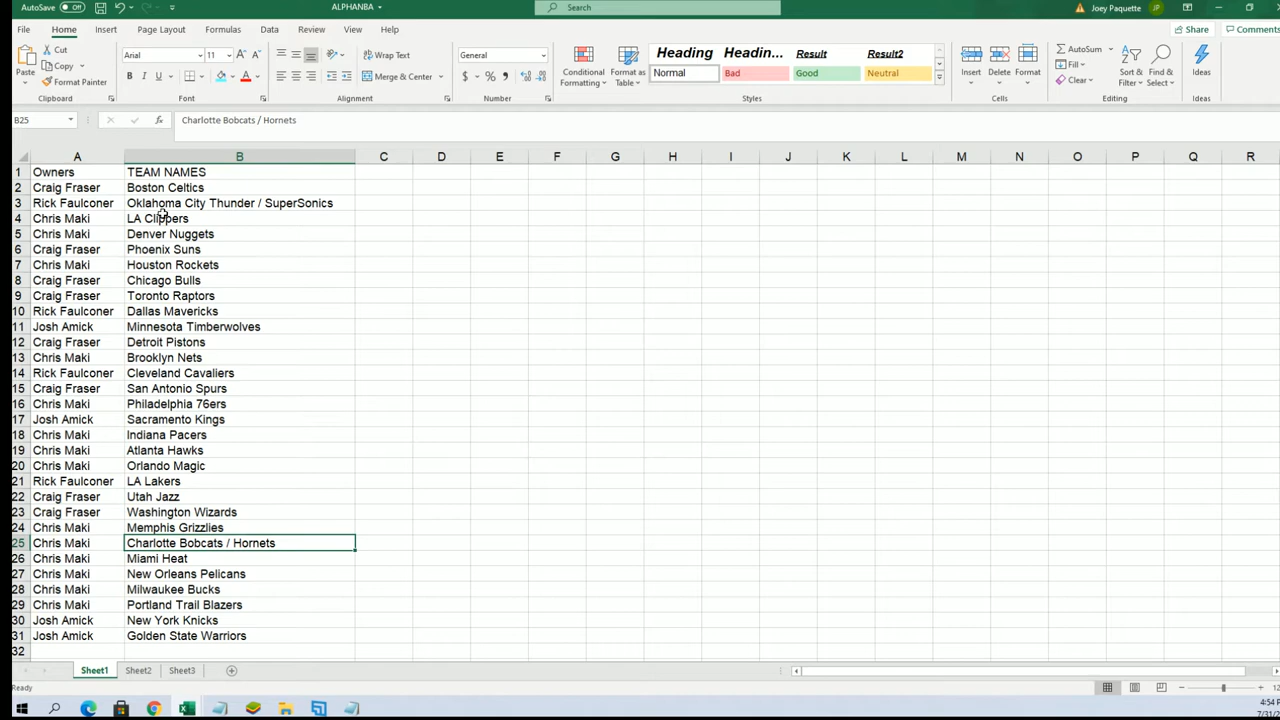 AutoSave Off ALPHANBA Search Joey Paquette JP
File Home Insert Page Layout Formulas Data Review View Help Share Comments
Cut Arial 11 Wrap Text General Heading Headin... Result Result2 AutoSum
Copy Fill
Paste Format Painter Merge & Center Conditional Formatting Format as Table Normal Bad Good Neutral Insert Delete Format Clear Sort & Filter Find & Select Ideas
Clipboard Font Alignment Number Styles Cells Editing Ideas
B25 fx Charlotte Bobcats / Hornets
A B C D E F G H I J K L M N O P Q R
1 Owners TEAM NAMES
2 Craig Fraser Boston Celtics
3 Rick Faulconer Oklahoma City Thunder / SuperSonics
4 Chris Maki LA Clippers
5 Chris Maki Denver Nuggets
6 Craig Fraser Phoenix Suns
7 Chris Maki Houston Rockets
8 Craig Fraser Chicago Bulls
9 Craig Fraser Toronto Raptors
10 Rick Faulconer Dallas Mavericks
11 Josh Amick Minnesota Timberwolves
12 Craig Fraser Detroit Pistons
13 Chris Maki Brooklyn Nets
14 Rick Faulconer Cleveland Cavaliers
15 Craig Fraser San Antonio Spurs
16 Chris Maki Philadelphia 76ers
17 Josh Amick Sacramento Kings
18 Chris Maki Indiana Pacers
19 Chris Maki Atlanta Hawks
20 Chris Maki Orlando Magic
21 Rick Faulconer LA Lakers
22 Craig Fraser Utah Jazz
23 Craig Fraser Washington Wizards
24 Chris Maki Memphis Grizzlies
25 Chris Maki Charlotte Bobcats / Hornets
26 Chris Maki Miami Heat
27 Chris Maki New Orleans Pelicans
28 Chris Maki Milwaukee Bucks
29 Chris Maki Portland Trail Blazers
30 Josh Amick New York Knicks
31 Josh Amick Golden State Warriors
32
Sheet1 Sheet2 Sheet3
Ready 12
4:54 P
7/31/2